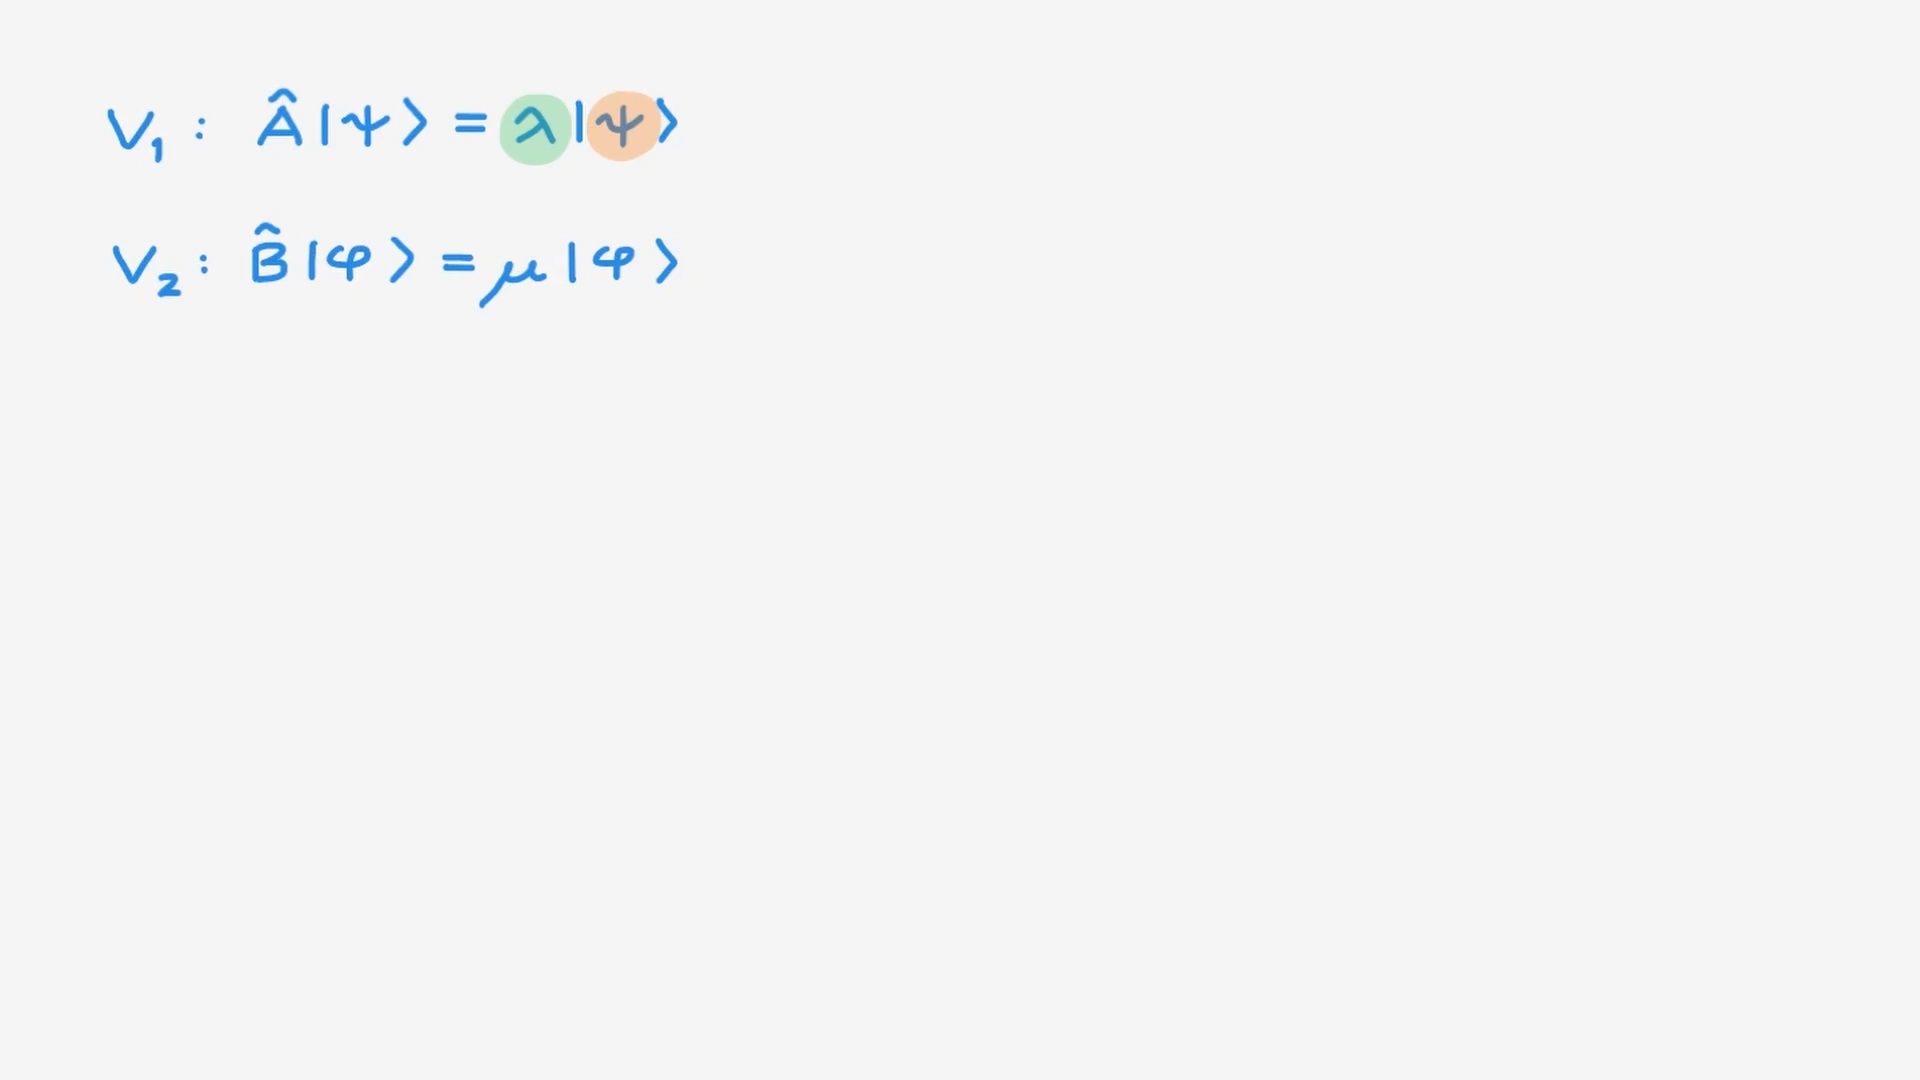 V₁ : Â|ψ⟩ = λ|ψ⟩
V₂ : B̂|φ⟩ = μ|φ⟩